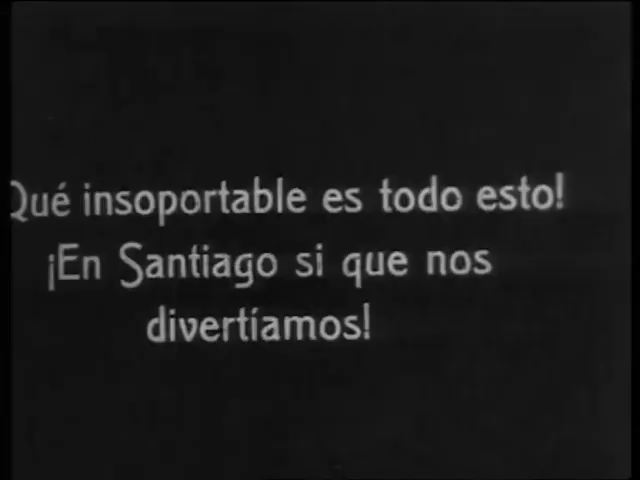 Qué insoportable es todo esto!
¡En Santiago si que nos
divertíamos!